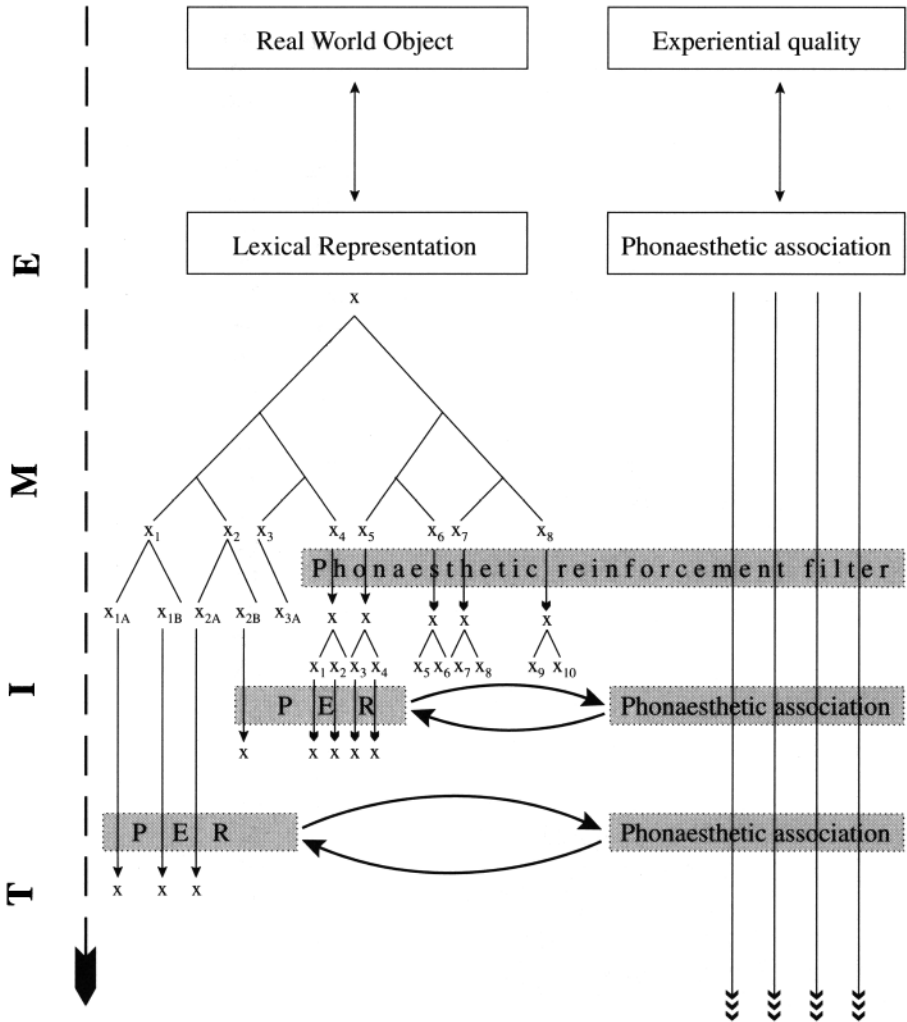 Real World Object
Experiential quality
Lexical Representation
Phonaesthetic association
x
x₁ x₂ x₃ x₄ x₅ x₆ x₇ x₈
Phonaesthetic reinforcement filter
x₁A x₁B x₂A x₂B x₃A x x x x x
x₁ x₂ x₃ x₄ x₅ x₆ x₇ x₈ x₉ x₁₀
P E R
Phonaesthetic association
x x x x x
P E R
Phonaesthetic association
x x x
T I M E